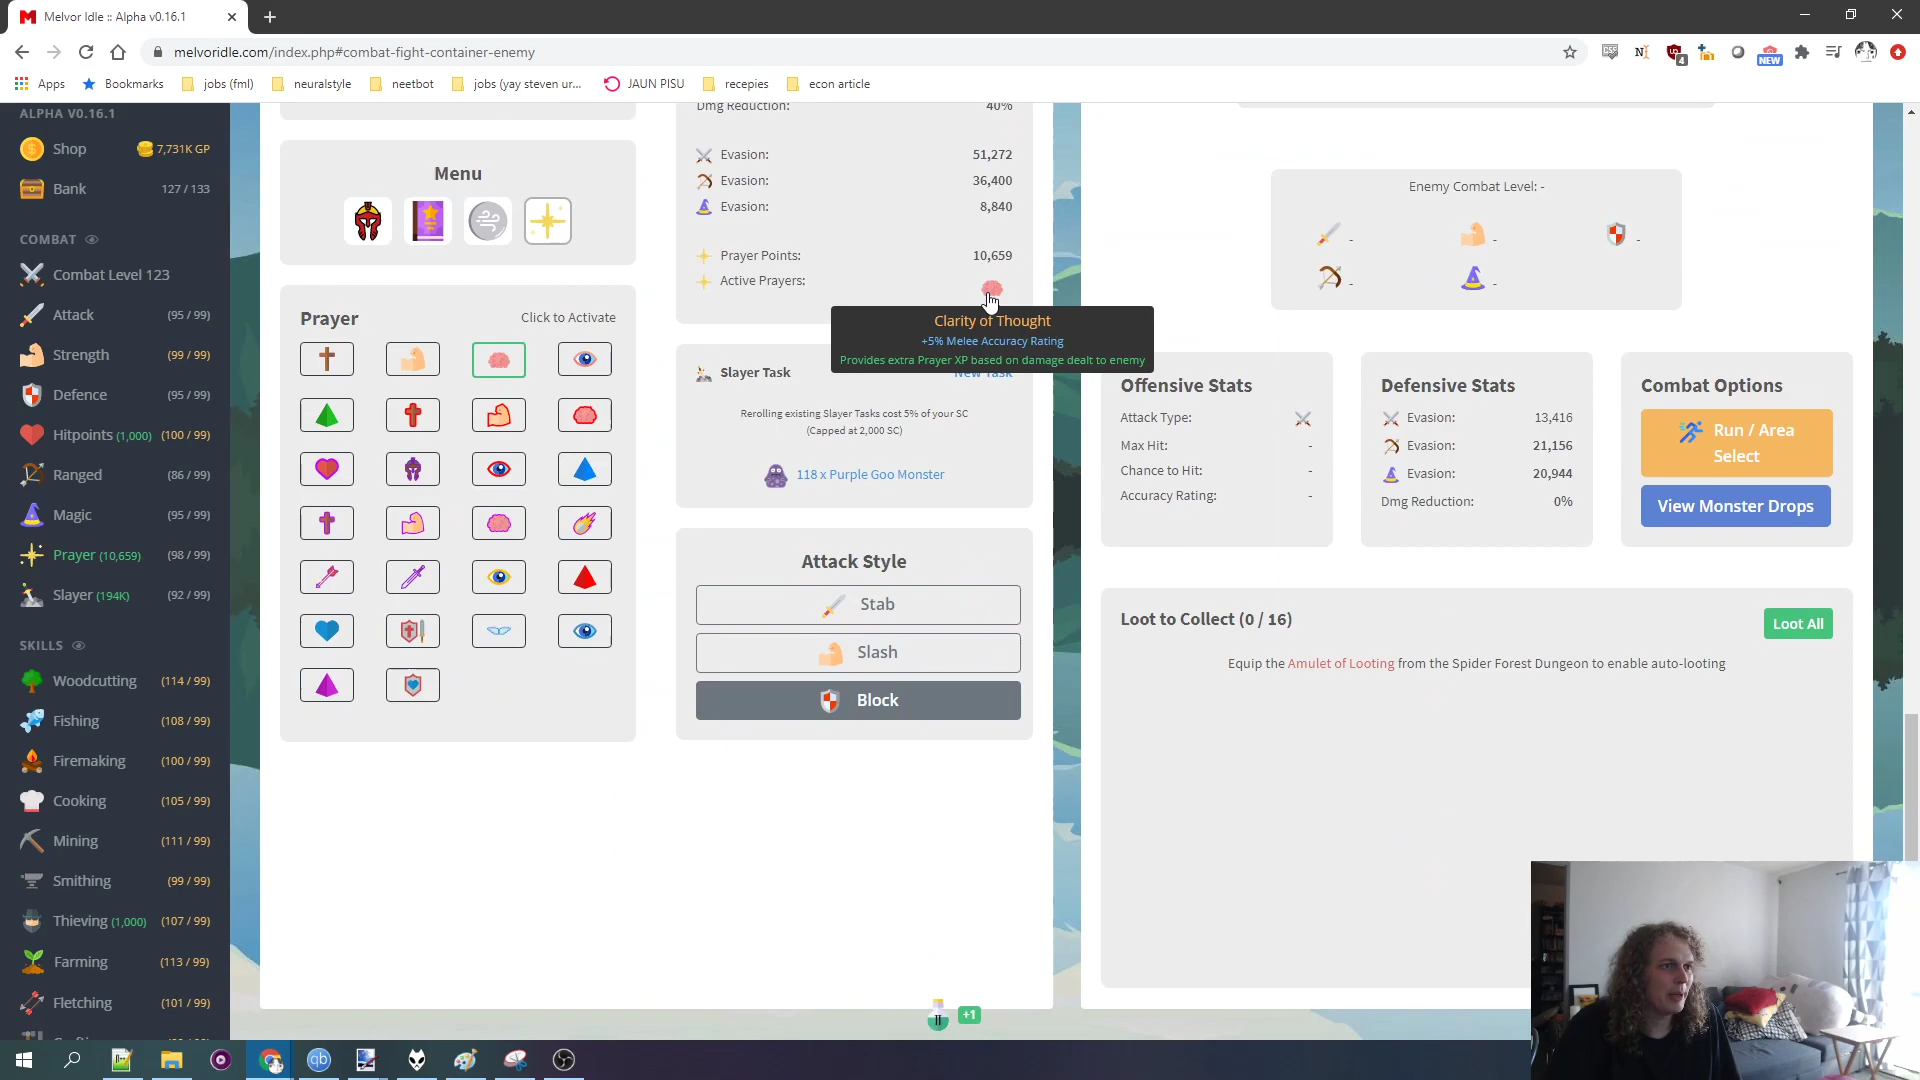 Melvor Idle :: Alpha v0.16.1
melvoridle.com/index.php#combat-fight-container-enemy
4
NEW
Apps
Bookmarks
jobs (fml)
neuralstyle
neetbot
jobs (yay steven ur...
JAUN PISU
recepies
econ article
ALPHA V0.16.1
Shop 7,731K GP
Bank 127 / 133
COMBAT
Combat Level 123
Attack (95 / 99)
Strength (99 / 99)
Defence (95 / 99)
Hitpoints (1,000) (100 / 99)
Ranged (86 / 99)
Magic (95 / 99)
Prayer (10,659) (98 / 99)
Slayer (194K) (92 / 99)
SKILLS
Woodcutting (114 / 99)
Fishing (108 / 99)
Firemaking (100 / 99)
Cooking (105 / 99)
Mining (111 / 99)
Smithing (99 / 99)
Thieving (1,000) (107 / 99)
Farming (113 / 99)
Fletching (101 / 99)
Menu
Prayer
Click to Activate
Dmg Reduction: 40%
Evasion: 51,272
Evasion: 36,400
Evasion: 8,840
Prayer Points: 10,659
Active Prayers:
Clarity of Thought
+5% Melee Accuracy Rating
Provides extra Prayer XP based on damage dealt to enemy
Slayer Task
New Task
Rerolling existing Slayer Tasks cost 5% of your SC
(Capped at 2,000 SC)
118 x Purple Goo Monster
Attack Style
Stab
Slash
Block
+1
Enemy Combat Level: -
- - -
- -
Offensive Stats
Attack Type:
Max Hit: -
Chance to Hit: -
Accuracy Rating: -
Defensive Stats
Evasion: 13,416
Evasion: 21,156
Evasion: 20,944
Dmg Reduction: 0%
Combat Options
Run / Area
Select
View Monster Drops
Loot to Collect (0 / 16)
Loot All
Equip the Amulet of Looting from the Spider Forest Dungeon to enable auto-looting
qb